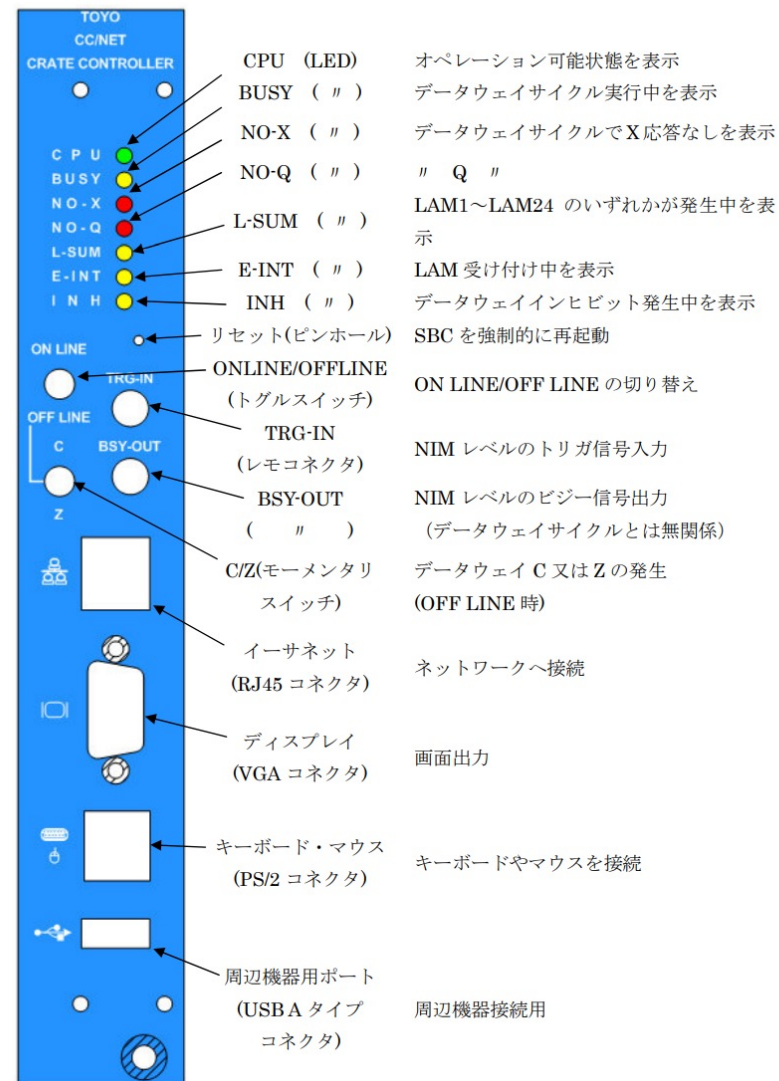 TOYO
CC/NET
CRATE CONTROLLER
CPU
BUSY
NO-X
NO-Q
L-SUM
E-INT
INH
ON LINE
TRG-IN
OFF LINE
C
BSY-OUT
Z
CPU (LED) オペレーション可能状態を表示
BUSY ( 〃 ) データウェイサイクル実行中を表示
NO-X ( 〃 ) データウェイサイクルで X 応答なしを表示
NO-Q ( 〃 ) 〃 Q 〃
L-SUM ( 〃 ) LAM1～LAM24 のいずれかが発生中を表
示
E-INT ( 〃 ) LAM 受け付け中を表示
INH ( 〃 ) データウェイインヒビット発生中を表示
リセット(ピンホール) SBC を強制的に再起動
ONLINE/OFFLINE
(トグルスイッチ)
ON LINE/OFF LINE の切り替え
TRG-IN
(レモコネクタ)
NIM レベルのトリガ信号入力
BSY-OUT
( 〃 )
NIM レベルのビジー信号出力
（データウェイサイクルとは無関係）
C/Z(モーメンタリ
スイッチ)
データウェイ C 又は Z の発生
(OFF LINE 時)
イーサネット
(RJ45 コネクタ)
ネットワークへ接続
ディスプレイ
(VGA コネクタ)
画面出力
キーボード・マウス
(PS/2 コネクタ)
キーボードやマウスを接続
周辺機器用ポート
(USB A タイプ
コネクタ)
周辺機器接続用